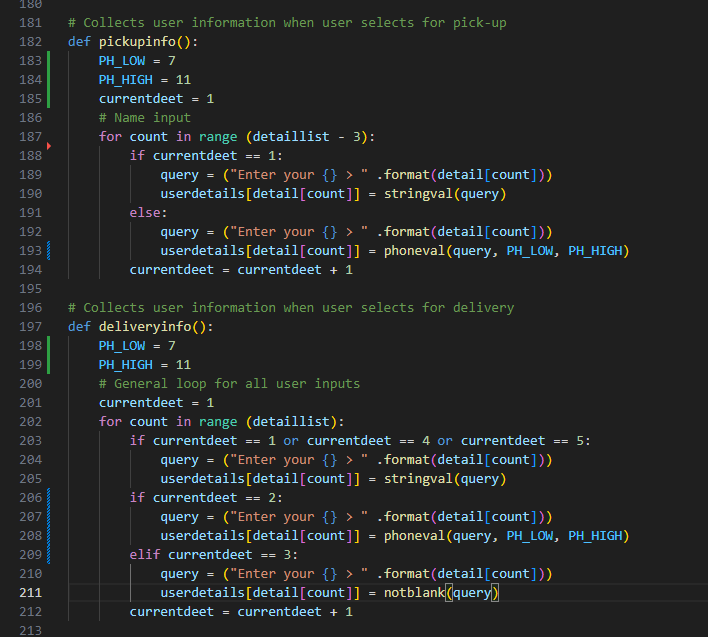 180
181 # Collects user information when user selects for pick-up
182 def pickupinfo():
183     PH_LOW = 7
184     PH_HIGH = 11
185     currentdeet = 1
186     # Name input
187     for count in range (detaillist - 3):
188         if currentdeet == 1:
189             query = ("Enter your {} > " .format(detail[count]))
190             userdetails[detail[count]] = stringval(query)
191         else:
192             query = ("Enter your {} > " .format(detail[count]))
193             userdetails[detail[count]] = phoneval(query, PH_LOW, PH_HIGH)
194         currentdeet = currentdeet + 1
195
196 # Collects user information when user selects for delivery
197 def deliveryinfo():
198     PH_LOW = 7
199     PH_HIGH = 11
200     # General loop for all user inputs
201     currentdeet = 1
202     for count in range (detaillist):
203         if currentdeet == 1 or currentdeet == 4 or currentdeet == 5:
204             query = ("Enter your {} > " .format(detail[count]))
205             userdetails[detail[count]] = stringval(query)
206         if currentdeet == 2:
207             query = ("Enter your {} > " .format(detail[count]))
208             userdetails[detail[count]] = phoneval(query, PH_LOW, PH_HIGH)
209         elif currentdeet == 3:
210             query = ("Enter your {} > " .format(detail[count]))
211             userdetails[detail[count]] = notblank(query)
212         currentdeet = currentdeet + 1
213